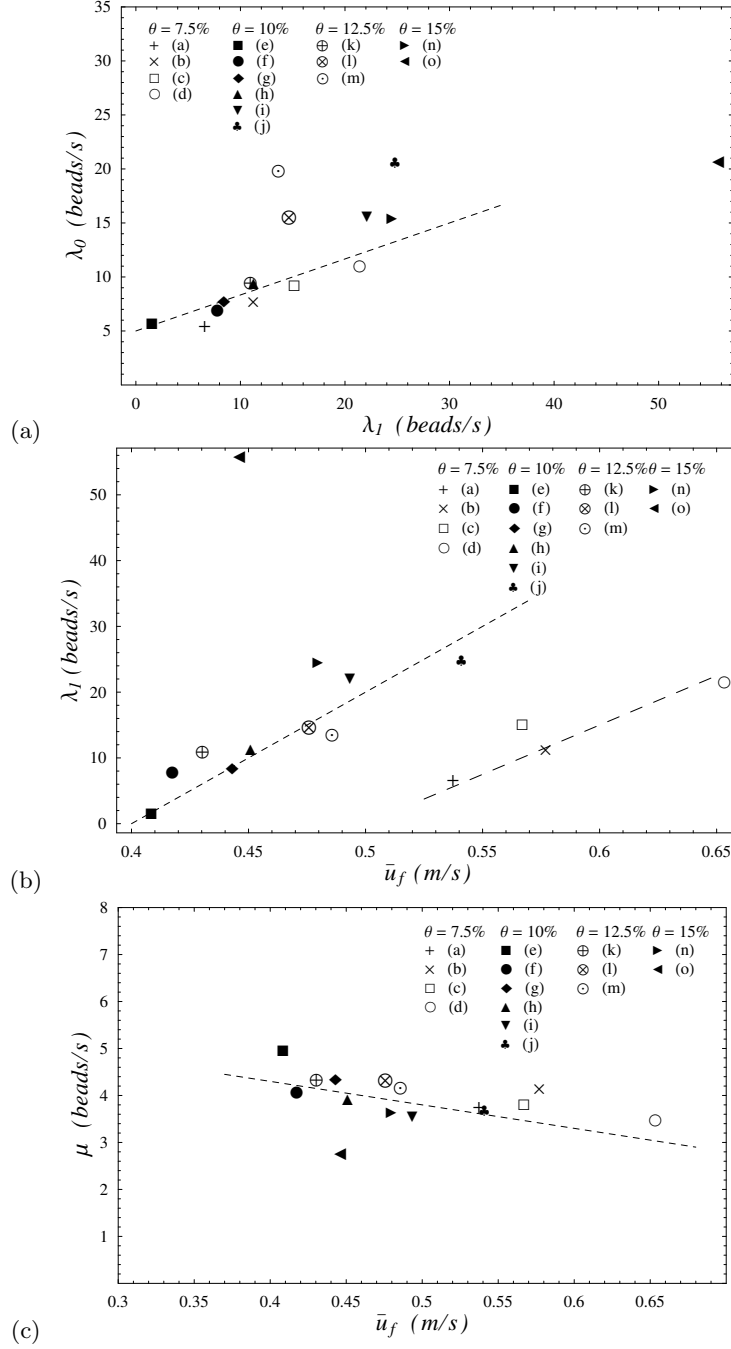 θ = 7.5% θ = 10% θ = 12.5% θ = 15%
+ (a) ■ (e) ⊕ (k) ► (n)
× (b) ● (f) ⊗ (l) ◄ (o)
□ (c) ◆ (g) ⊙ (m)
○ (d) ▲ (h)
▼ (i)
♣ (j)
35
30
25
20
15
10
5
λ0 (beads/s)
0 10 20 30 40 50
λ1 (beads/s)
(a)
θ = 7.5% θ = 10% θ = 12.5% θ = 15%
+ (a) ■ (e) ⊕ (k) ► (n)
× (b) ● (f) ⊗ (l) ◄ (o)
□ (c) ◆ (g) ⊙ (m)
○ (d) ▲ (h)
▼ (i)
♣ (j)
50
40
30
20
10
0
λ1 (beads/s)
0.4 0.45 0.5 0.55 0.6 0.65
ūf (m/s)
(b)
θ = 7.5% θ = 10% θ = 12.5% θ = 15%
+ (a) ■ (e) ⊕ (k) ► (n)
× (b) ● (f) ⊗ (l) ◄ (o)
□ (c) ◆ (g) ⊙ (m)
○ (d) ▲ (h)
▼ (i)
♣ (j)
8
7
6
5
4
3
2
1
μ (beads/s)
0.3 0.35 0.4 0.45 0.5 0.55 0.6 0.65
ūf (m/s)
(c)